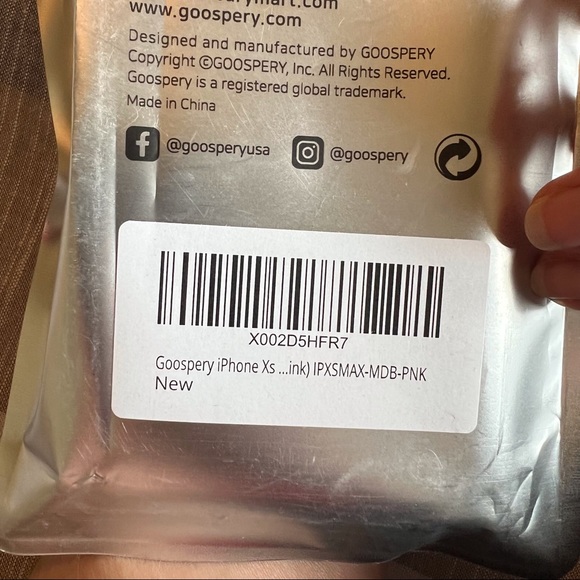 www.goospery.com
Designed and manufactured by GOOSPERY
Copyright ©GOOSPERY, Inc. All Rights Reserved.
Goospery is a registered global trademark.
Made in China
@goosperyusa @goospery
X002D5HFR7
Goospery iPhone Xs ...ink) IPXSMAX-MDB-PNK
New